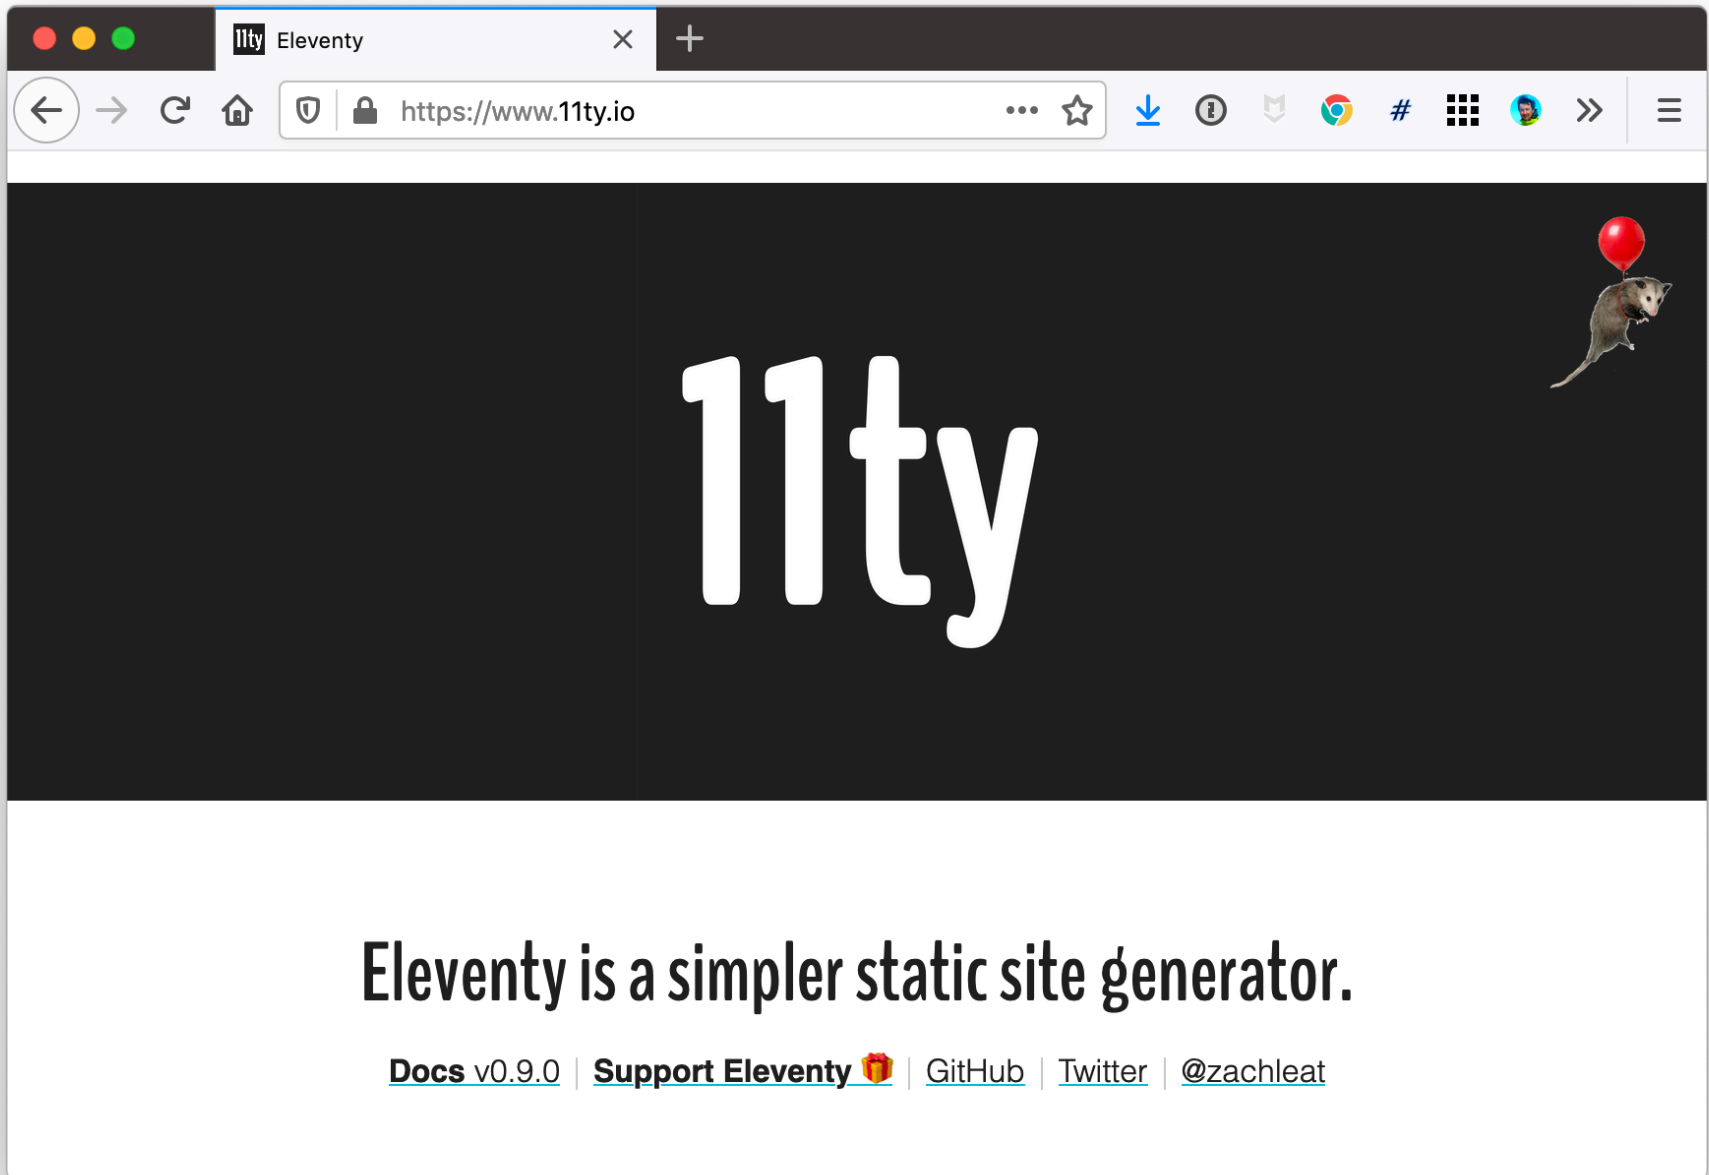 11ty Eleventy
https://www.11ty.io
#
11ty
Eleventy is a simpler static site generator.
Docs v0.9.0 | Support Eleventy 🎁 | GitHub | Twitter | @zachleat